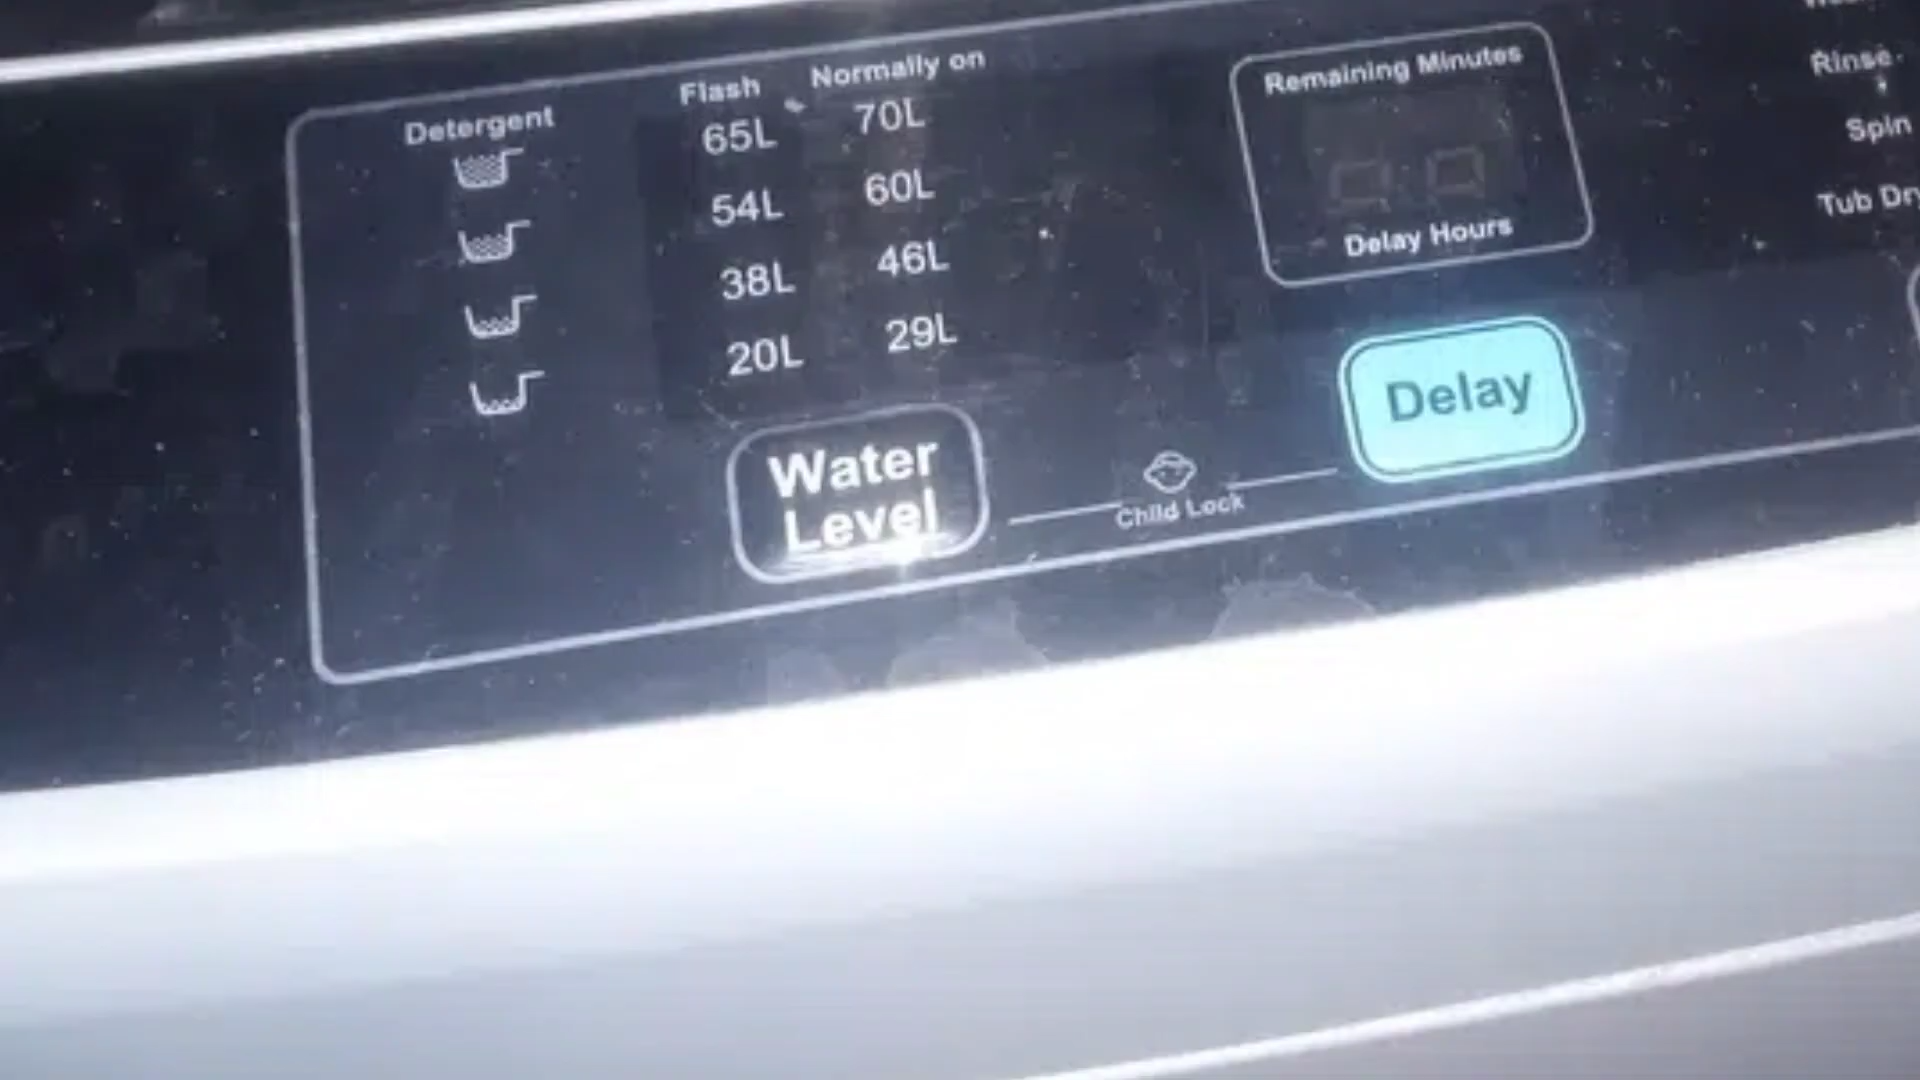 Detergent
Flash Normally on
65L 70L
54L 60L
38L 46L
20L 29L
Water
Level
Child Lock
Remaining Minutes
Delay Hours
Delay
Rinse
Spin
Tub Dry